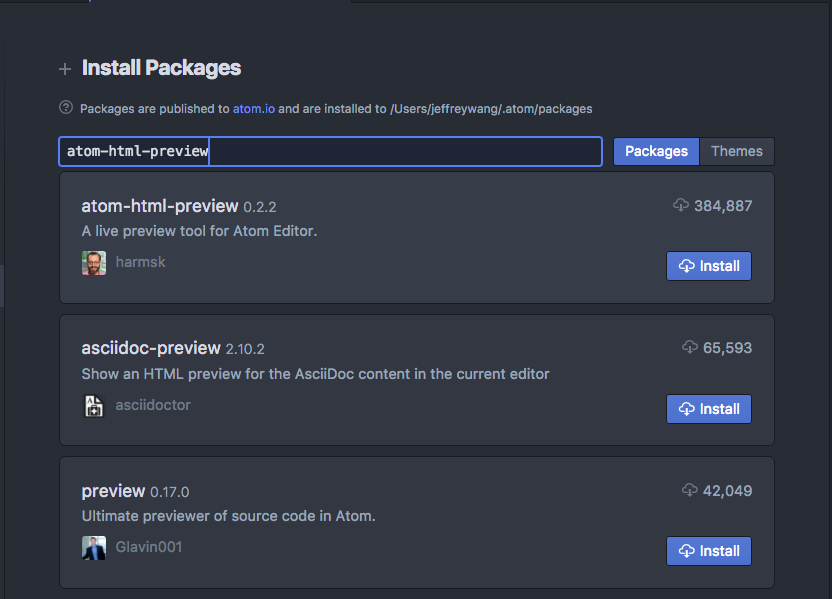 Install Packages
Packages are published to atom.io and are installed to /Users/jeffreywang/.atom/packages
atom-html-preview
Packages Themes
atom-html-preview 0.2.2 384,887
A live preview tool for Atom Editor.
harmsk
Install
asciidoc-preview 2.10.2 65,593
Show an HTML preview for the AsciiDoc content in the current editor
asciidoctor
Install
preview 0.17.0 42,049
Ultimate previewer of source code in Atom.
Glavin001
Install